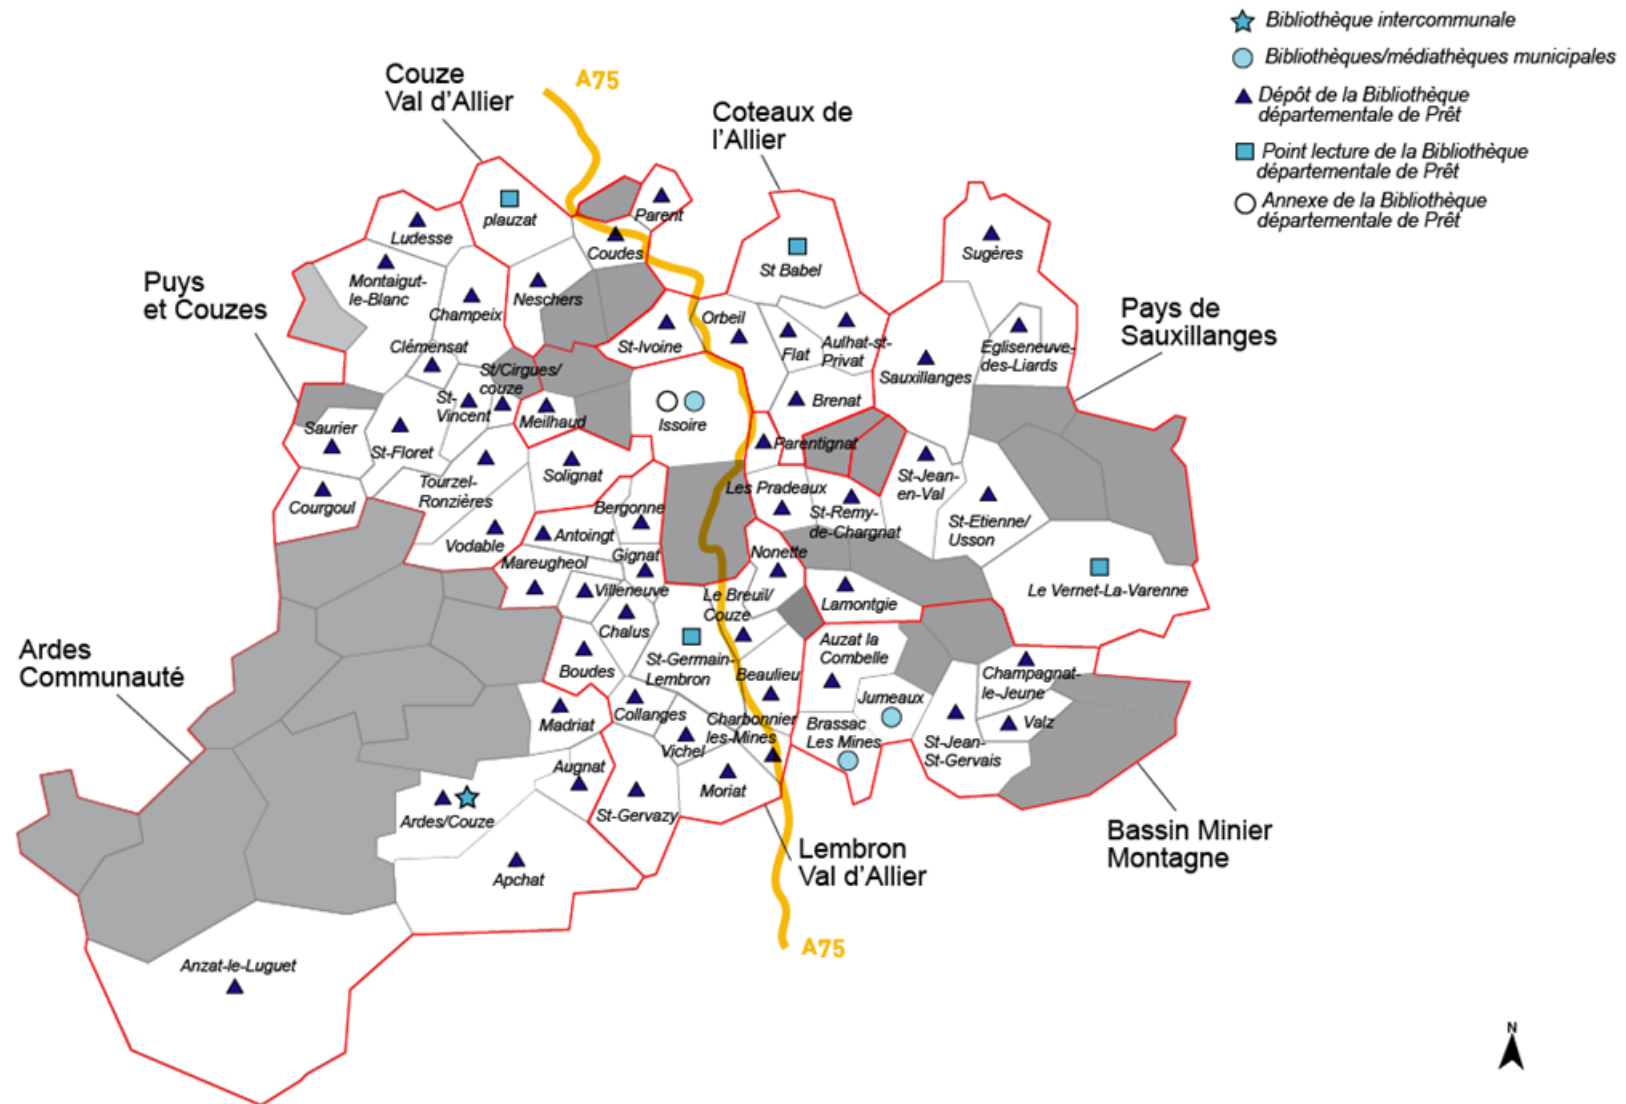 Bibliothèque intercommunale
Bibliothèques/médiathèques municipales
Dépôt de la Bibliothèque
départementale de Prêt
Point lecture de la Bibliothèque
départementale de Prêt
Annexe de la Bibliothèque
départementale de Prêt
Couze
Val d'Allier
A75
Coteaux de
l'Allier
plauzat
Parent
Ludesse
Coudes
Sugères
St Babel
Puys
et Couzes
Montaigut-
le-Blanc
Champeix
Neschers
Pays de
Sauxillanges
Orbeil
St-Ivoine
Flat
Aulhat-st-
Privat
Egliseneuve-
des-Liards
Clémensat
St/Cirgues/
couze
Sauxillanges
St-
Vincent
Meilhaud
Issoire
Brenat
Saurier
St-Floret
Parentignat
Solignat
Tourzel-
Ronzières
St-Jean-
en-Val
Courgoul
Les Pradeaux
Bergonne
St-Remy-
de-Chargnat
St-Etienne/
Usson
Vodable
Antoingt
Mareugheol
Gignat
Nonette
Villeneuve
Le Breuil/
Couze
Lamontgie
Le Vernet-La-Varenne
Chalus
Auzat la
Combelle
Ardes
Communauté
Boudes
St-Germain-
Lembron
Beaulieu
Champagnat-
le-Jeune
Jumeaux
Madriat
Collanges
Charbonnier
les-Mines
Brassac
Les Mines
Valz
Vichel
St-Jean-
St-Gervais
Augnat
Moriat
Ardes/Couze
St-Gervazy
Bassin Minier
Montagne
Lembron
Val d'Allier
Apchat
A75
Anzat-le-Luguet
N